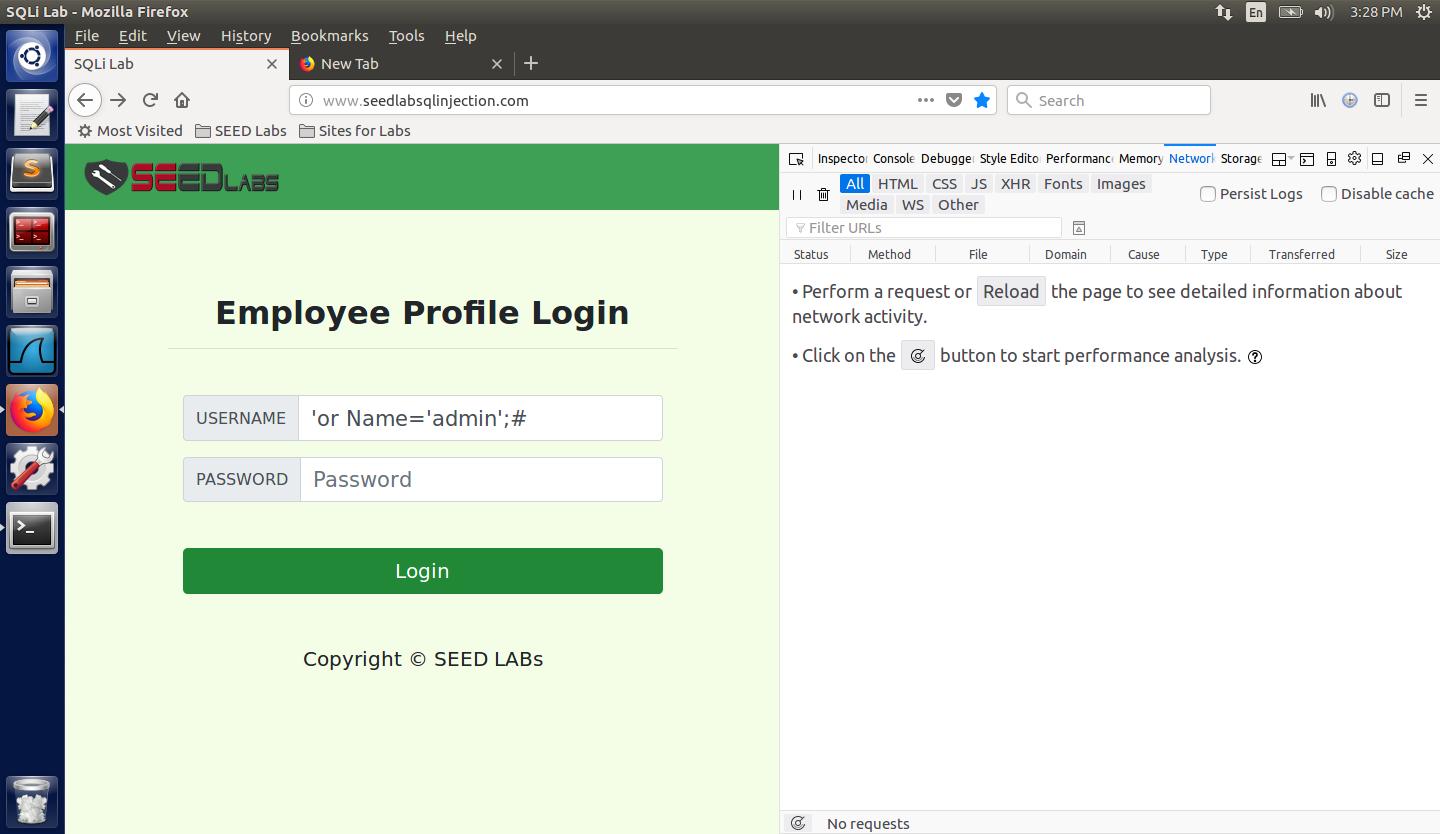 SQLi Lab - Mozilla Firefox En 3:28 PM
File Edit View History Bookmarks Tools Help
SQLi Lab New Tab
www.seedlabsqlinjection.com Search
Most Visited SEED Labs Sites for Labs
SEEDLABS
Employee Profile Login
USERNAME 'or Name='admin';#
PASSWORD Password
Login
Copyright © SEED LABs
Inspector Console Debugge Style Edito Performanc Memory Network Storage
All HTML CSS JS XHR Fonts Images
Media WS Other
Persist Logs Disable cache
Filter URLs
Status Method File Domain Cause Type Transferred Size
• Perform a request or Reload the page to see detailed information about
network activity.
• Click on the button to start performance analysis.
No requests